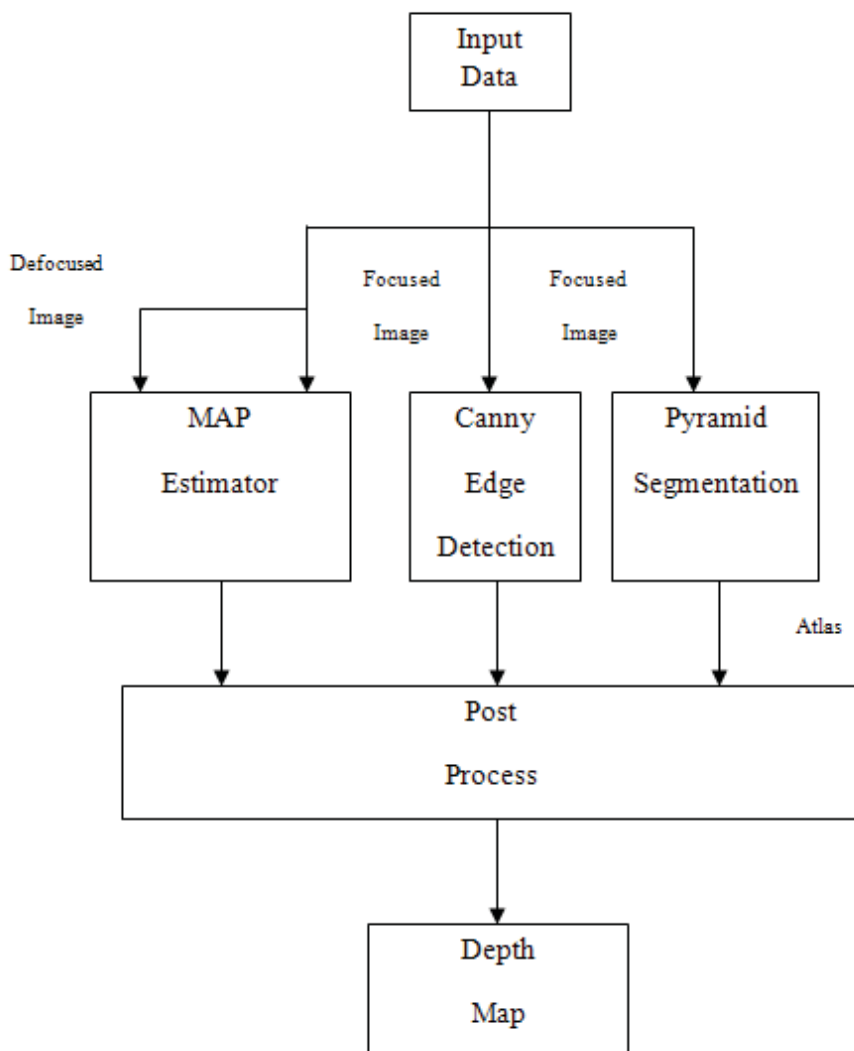 Input
Data
Defocused
Image
Focused
Image
Focused
Image
MAP
Estimator
Canny
Edge
Detection
Pyramid
Segmentation
Atlas
Post
Process
Depth
Map